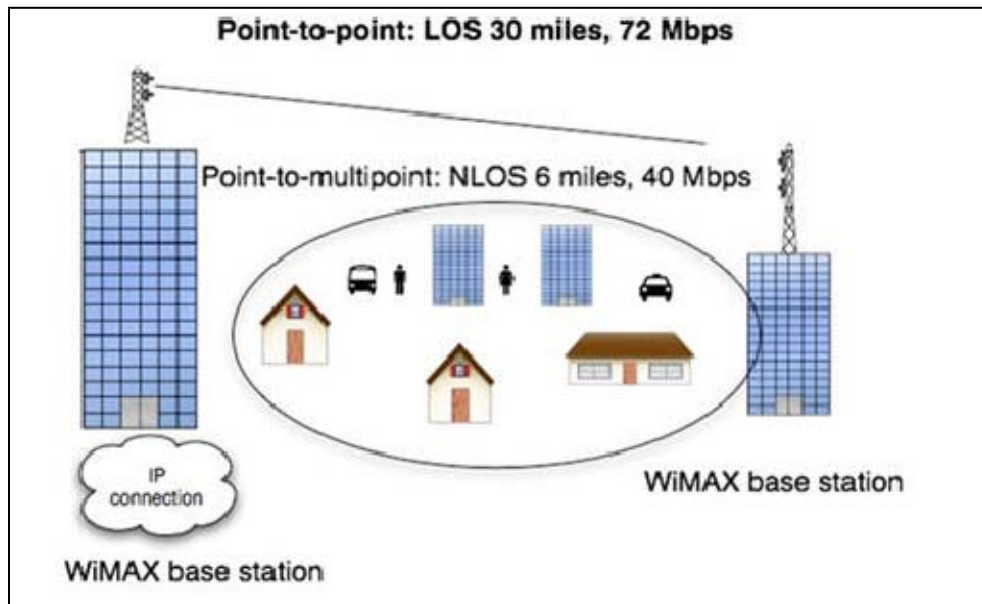 Point-to-point: LOS 30 miles, 72 Mbps
Point-to-multipoint: NLOS 6 miles, 40 Mbps
IP
connection
WiMAX base station
WiMAX base station